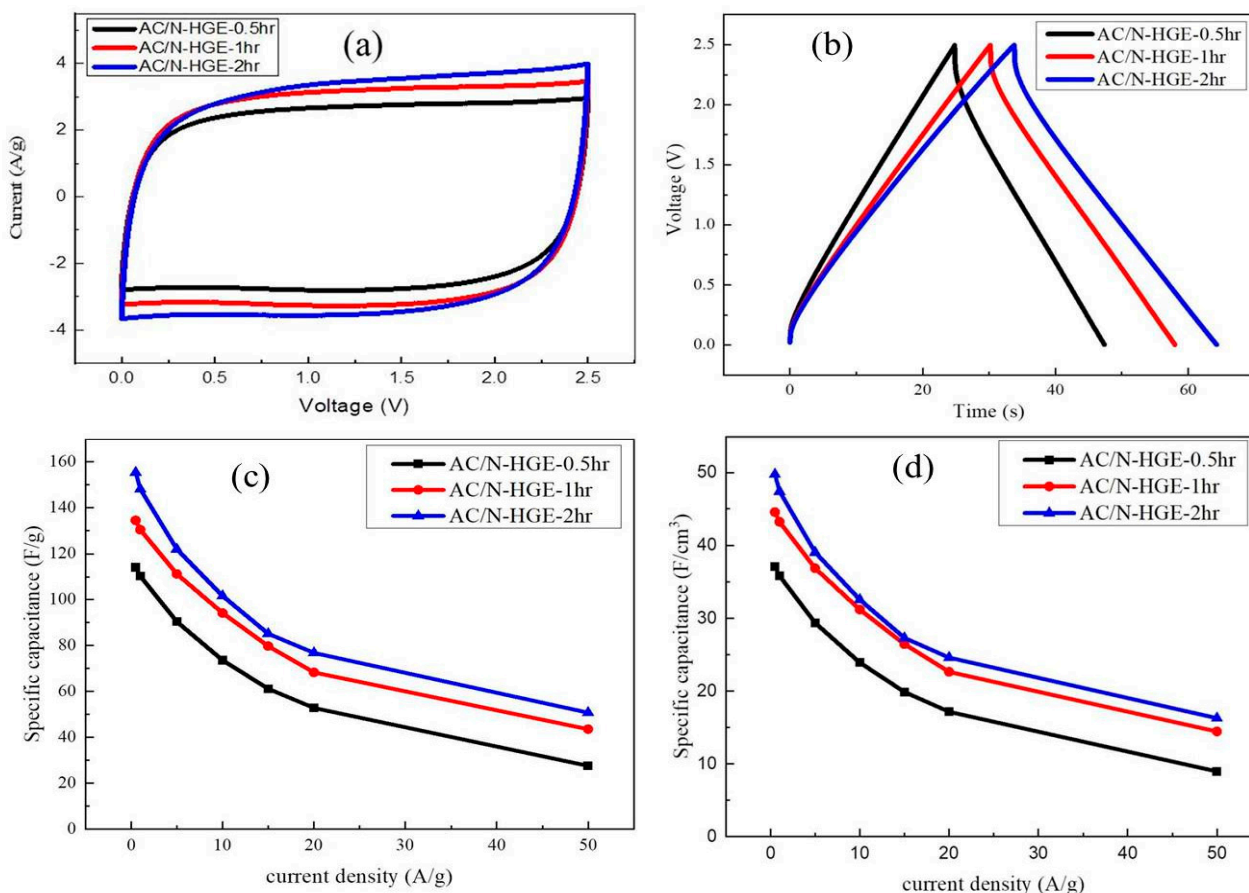 AC/N-HGE-0.5hr
AC/N-HGE-1hr
AC/N-HGE-2hr
(a)
4
2
0
-2
-4
Current (A/g)
0.0 0.5 1.0 1.5 2.0 2.5
Voltage (V)
(b)
AC/N-HGE-0.5hr
AC/N-HGE-1hr
AC/N-HGE-2hr
2.5
2.0
1.5
1.0
0.5
0.0
Voltage (V)
0 20 40 60
Time (s)
(c)
AC/N-HGE-0.5hr
AC/N-HGE-1hr
AC/N-HGE-2hr
160
140
120
100
80
60
40
20
0
Specific capacitance (F/g)
0 10 20 30 40 50
current density (A/g)
(d)
AC/N-HGE-0.5hr
AC/N-HGE-1hr
AC/N-HGE-2hr
50
40
30
20
10
0
Specific capacitance (F/cm³)
0 10 20 30 40 50
current density (A/g)